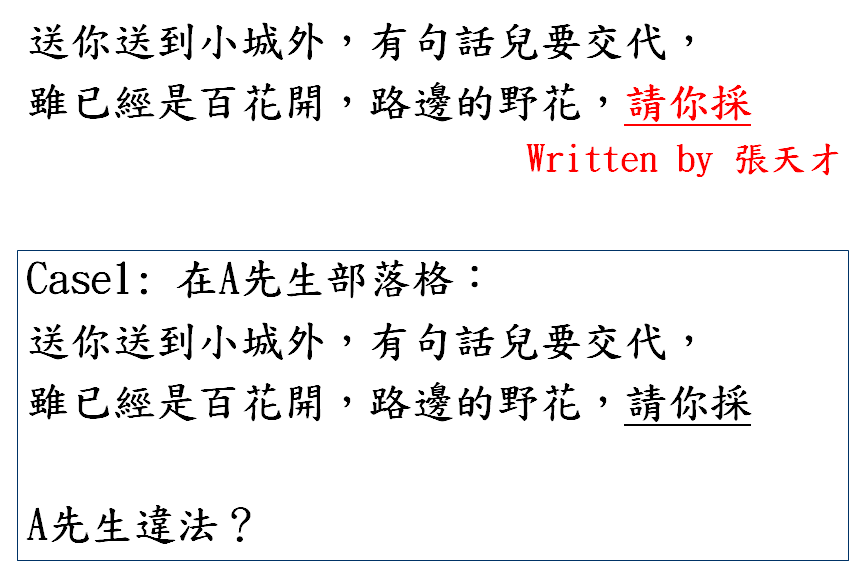 送你送到小城外，有句話兒要交代，
雖已經是百花開，路邊的野花，請你採
Written by 張天才
Case1: 在A先生部落格：
送你送到小城外，有句話兒要交代，
雖已經是百花開，路邊的野花，請你採
A先生違法？